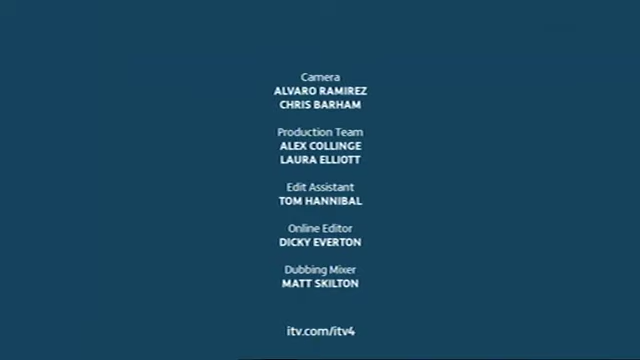 Camera
ALVARO RAMIREZ
CHRIS BARHAM
Production Team
ALEX COLLINGE
LAURA ELLIOTT
Edit Assistant
TOM HANNIBAL
Online Editor
DICKY EVERTON
Dubbing Mixer
MATT SKILTON
itv.com/itv4